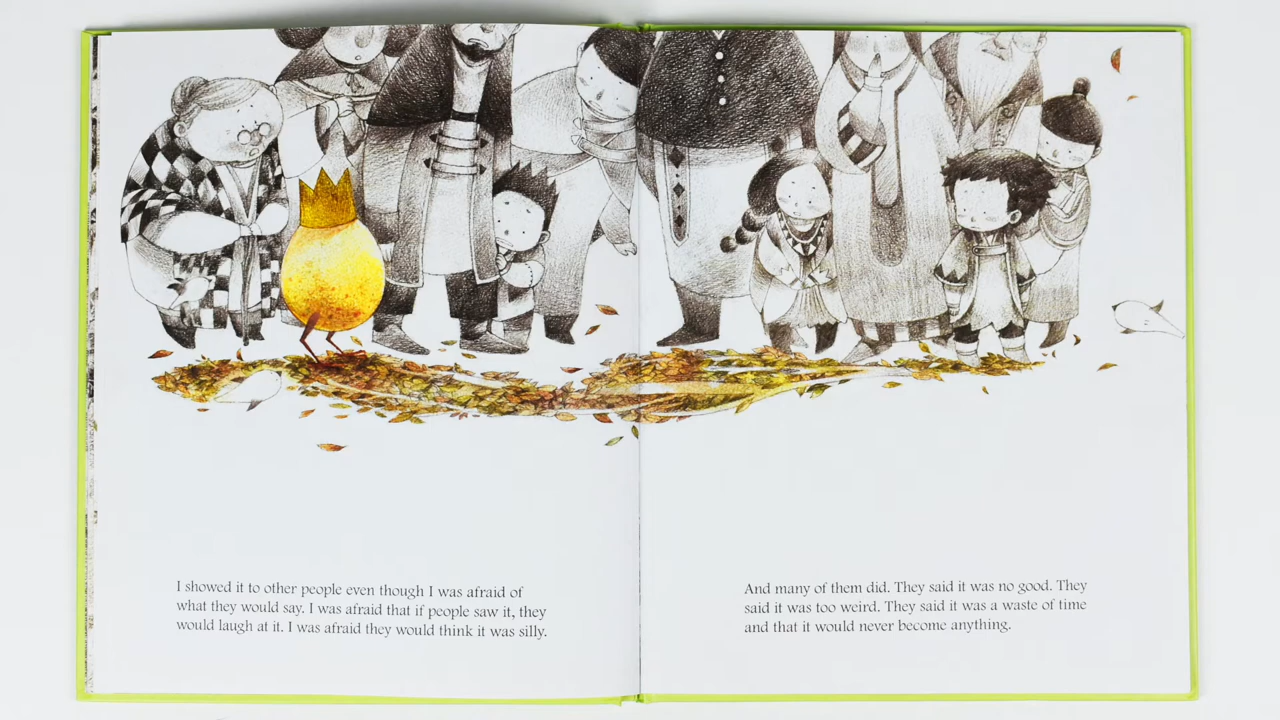 I showed it to other people even though I was afraid of
what they would say. I was afraid that if people saw it, they
would laugh at it. I was afraid they would think it was silly.
And many of them did. They said it was no good. They
said it was too weird. They said it was a waste of time
and that it would never become anything.